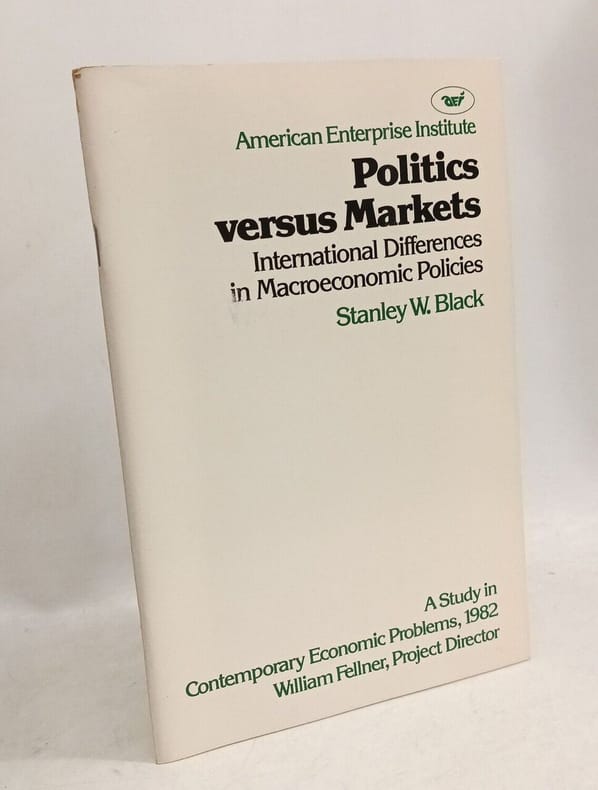 aei
American Enterprise Institute
Politics
versus Markets
International Differences
in Macroeconomic Policies
Stanley W. Black
A Study in
Contemporary Economic Problems, 1982
William Fellner, Project Director